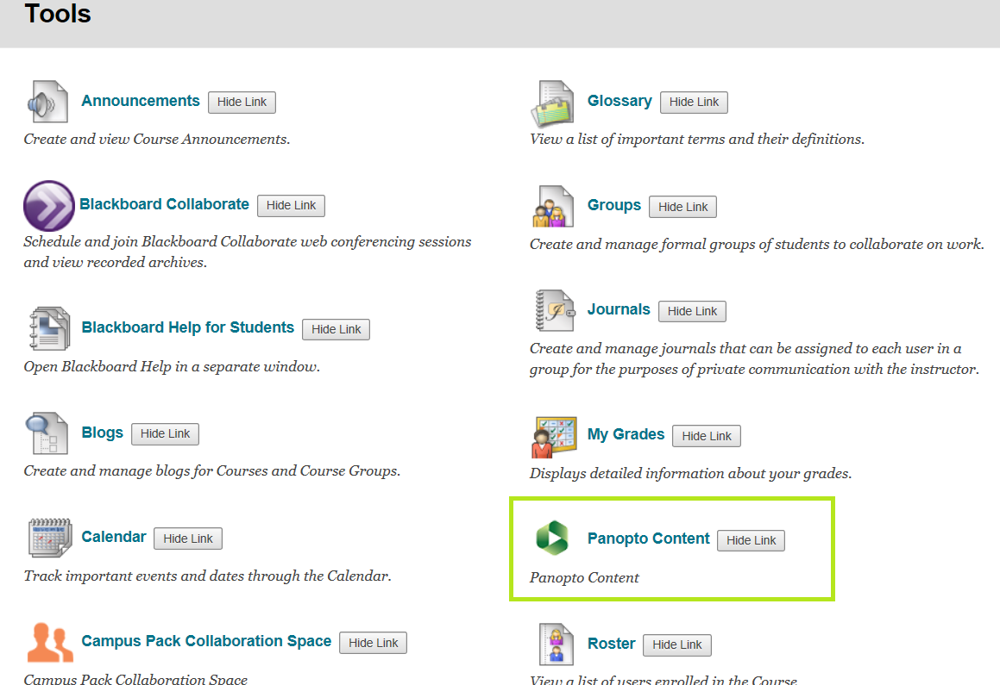 Tools
Announcements Hide Link
Create and view Course Announcements.
Blackboard Collaborate Hide Link
Schedule and join Blackboard Collaborate web conferencing sessions
and view recorded archives.
Blackboard Help for Students Hide Link
Open Blackboard Help in a separate window.
Blogs Hide Link
Create and manage blogs for Courses and Course Groups.
Calendar Hide Link
Track important events and dates through the Calendar.
Campus Pack Collaboration Space Hide Link
Campus Pack Collaboration Space
Glossary Hide Link
View a list of important terms and their definitions.
Groups Hide Link
Create and manage formal groups of students to collaborate on work.
Journals Hide Link
Create and manage journals that can be assigned to each user in a
group for the purposes of private communication with the instructor.
My Grades Hide Link
Displays detailed information about your grades.
Panopto Content Hide Link
Panopto Content
Roster Hide Link
View a list of users enrolled in the Course